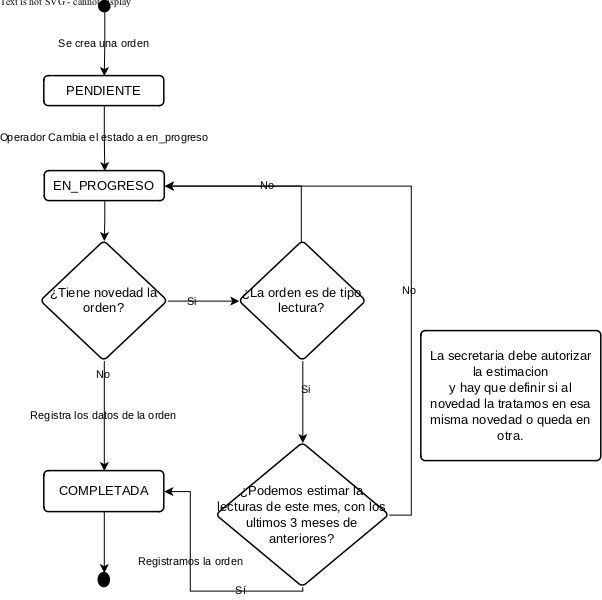 Text is not SVG - cannot display
Se crea una orden
PENDIENTE
Operador Cambia el estado a en_progreso
EN_PROGRESO
No
¿Tiene novedad la
orden?
Si
¿La orden es de tipo
lectura?
No
No
Si
La secretaria debe autorizar
la estimacion
y hay que definir si al
novedad la tratamos en esa
misma novedad o queda en
otra.
Registra los datos de la orden
COMPLETADA
¿Podemos estimar la
lecturas de este mes, con los
ultimos 3 meses de
anteriores?
Registramos la orden
Sí